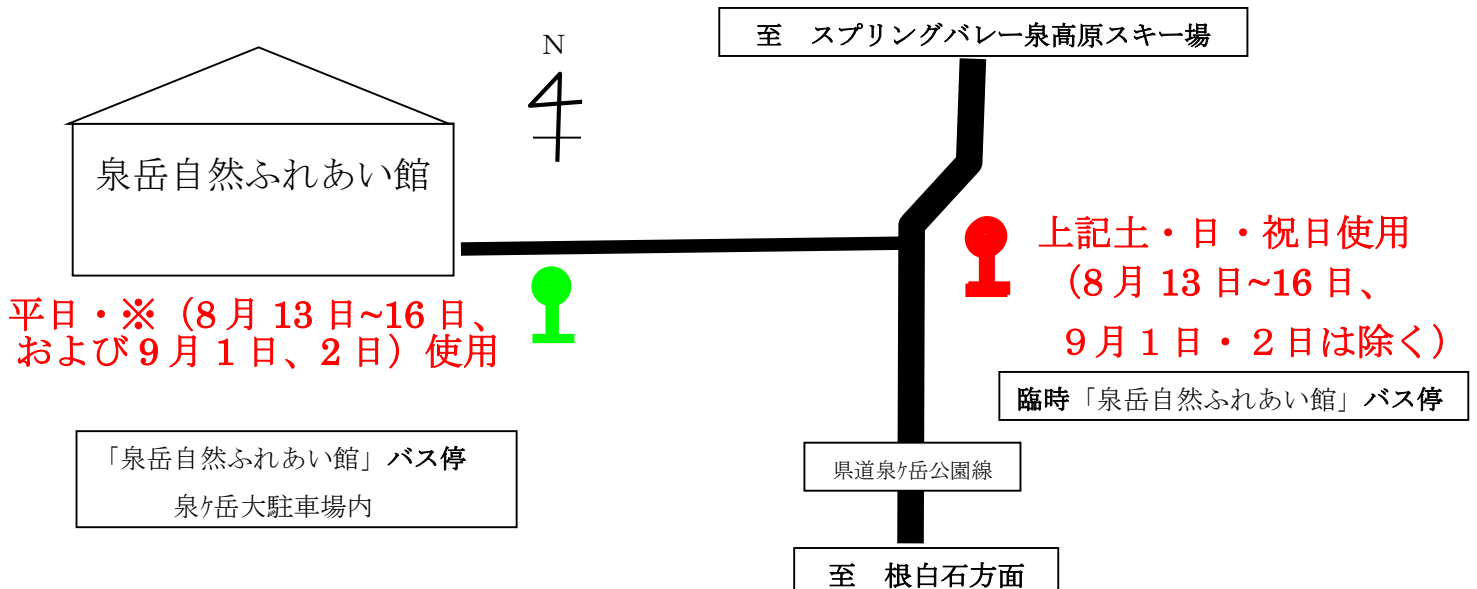 至　スプリングバレー泉高原スキー場
N
泉岳自然ふれあい館
上記土・日・祝日使用
（8月13日~16日、
９月１日・２日は除く）
平日・※（8月13日~16日、
および9月1日、2日）使用
臨時「泉岳自然ふれあい館」バス停
「泉岳自然ふれあい館」バス停
泉ｹ岳大駐車場内
県道泉ｹ岳公園線
至　根白石方面